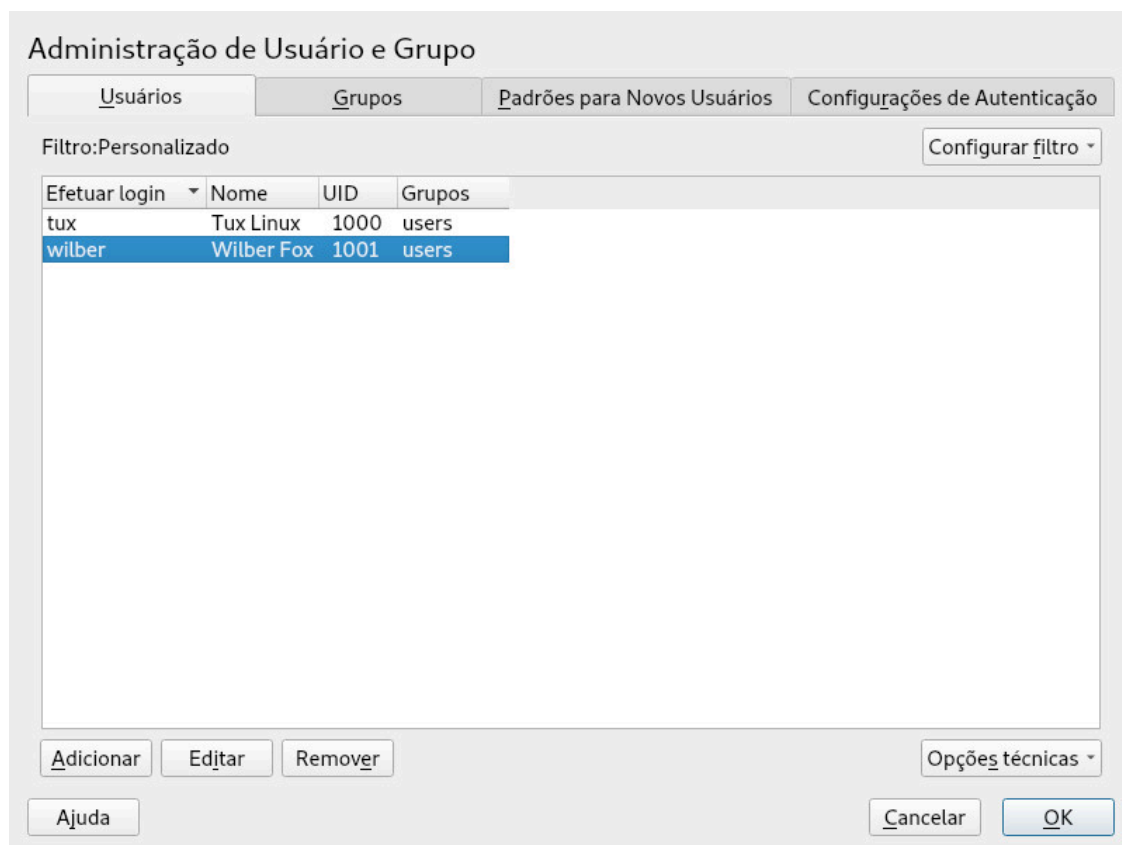 Administração de Usuário e Grupo
Usuários Grupos Padrões para Novos Usuários Configurações de Autenticação
Filtro:Personalizado Configurar filtro
Efetuar login Nome UID Grupos
tux Tux Linux 1000 users
wilber Wilber Fox 1001 users
Adicionar Editar Remover Opções técnicas
Ajuda Cancelar OK